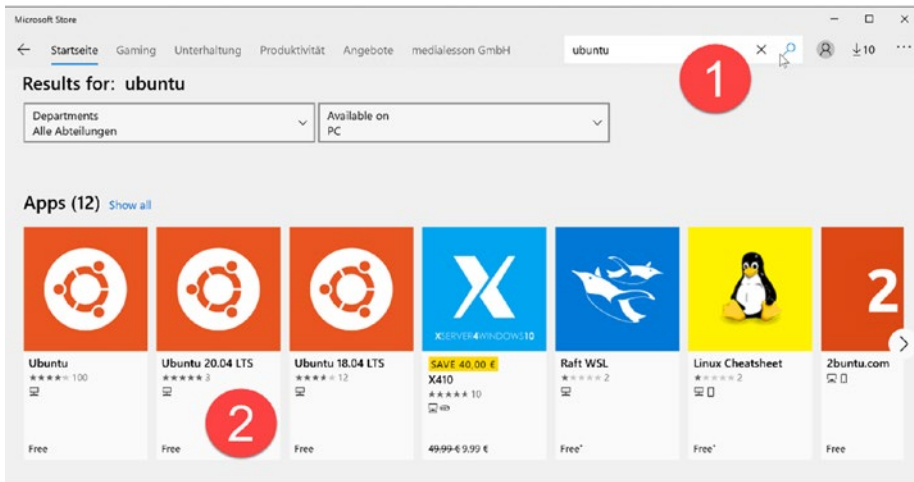 Microsoft Store
Startseite Gaming Unterhaltung Produktivität Angebote medialesson GmbH ubuntu 10
1
Results for: ubuntu
Departments
Alle Abteilungen
Available on
PC
Apps (12) Show all
X
XSERVER4WINDOWS10
2
Ubuntu
100
Free
Ubuntu 20.04 LTS
3
Free
2
Ubuntu 18.04 LTS
12
Free
SAVE 40,00 €
X410
10
49,99 € 9,99 €
Raft WSL
2
Free*
Linux Cheatsheet
2
Free*
2buntu.com
Free